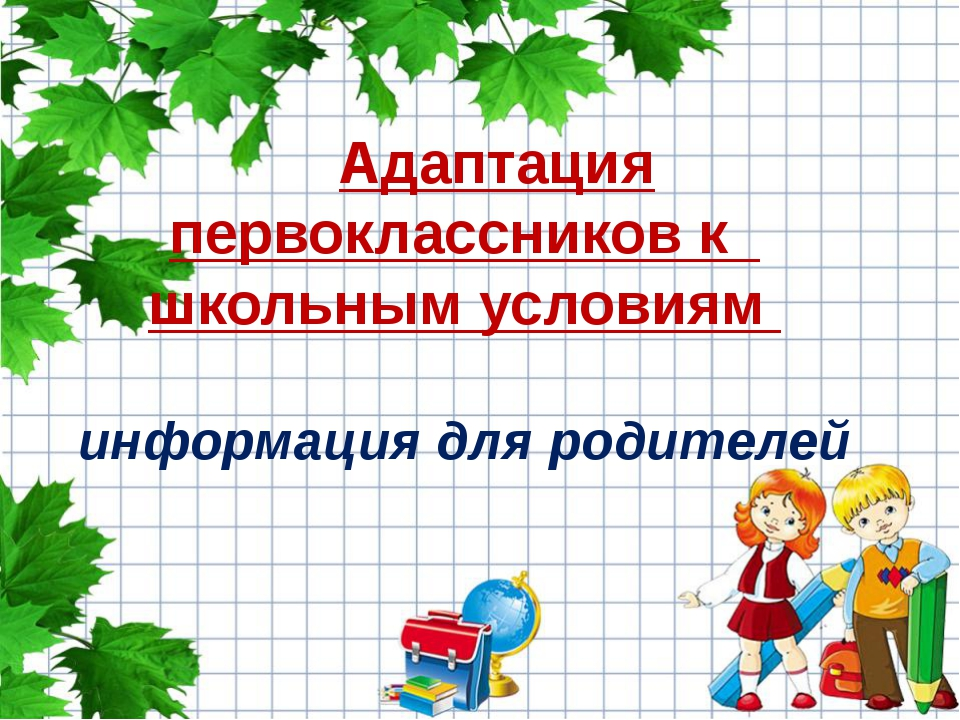 Адаптация
первоклассников к
школьным условиям
информация для родителей